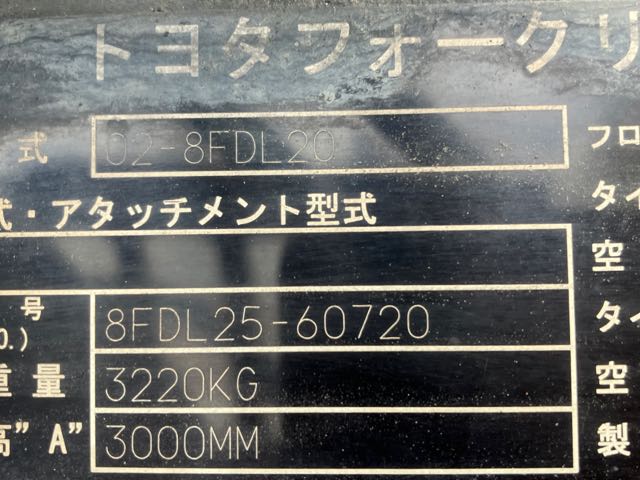 トヨタフォークリ
式 02-8FDL20 フロ
式・アタッチメント型式 タイ
空
号 8FDL25-60720 タイ
O.)
重量 3220KG 空
高"A" 3000MM 製